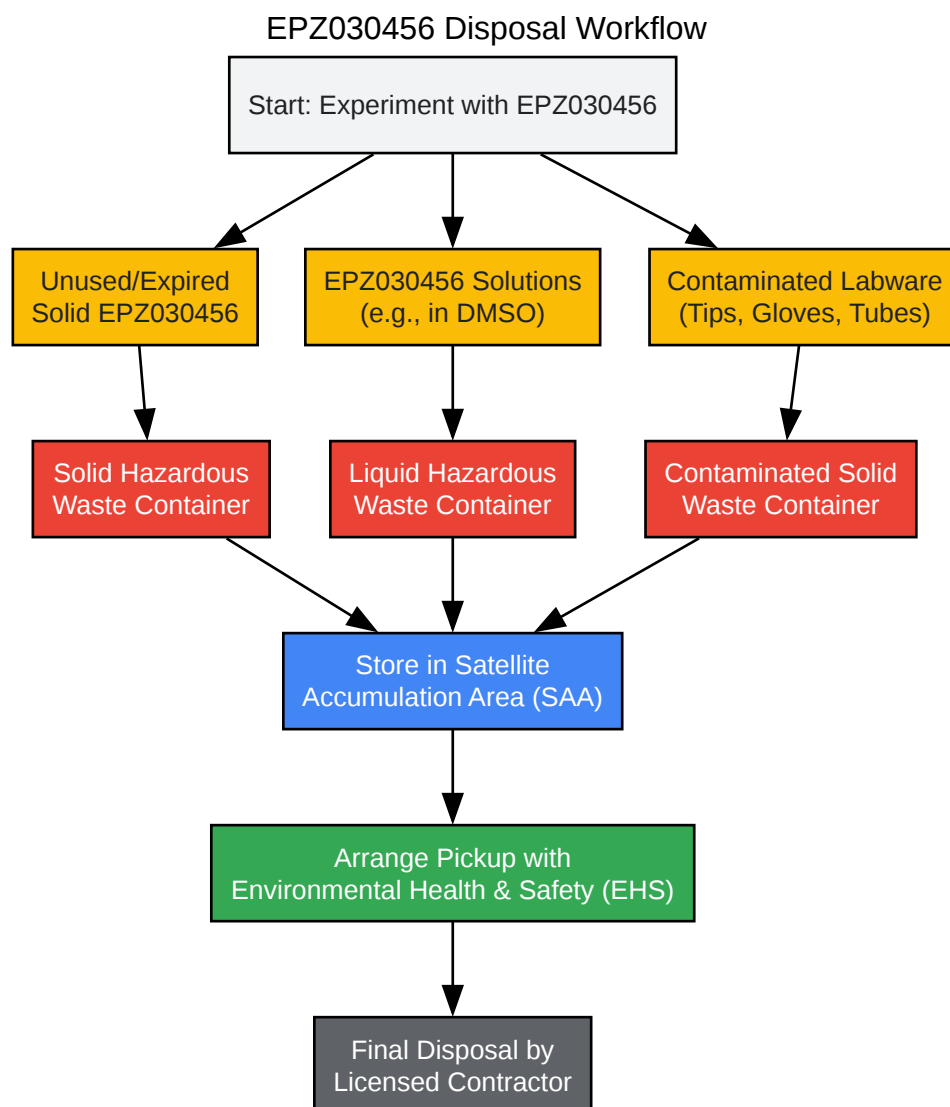 EPZ030456 Disposal Workflow
Start: Experiment with EPZ030456
Unused/Expired
Solid EPZ030456
EPZ030456 Solutions
(e.g., in DMSO)
Contaminated Labware
(Tips, Gloves, Tubes)
Solid Hazardous
Waste Container
Liquid Hazardous
Waste Container
Contaminated Solid
Waste Container
Store in Satellite
Accumulation Area (SAA)
Arrange Pickup with
Environmental Health & Safety (EHS)
Final Disposal by
Licensed Contractor